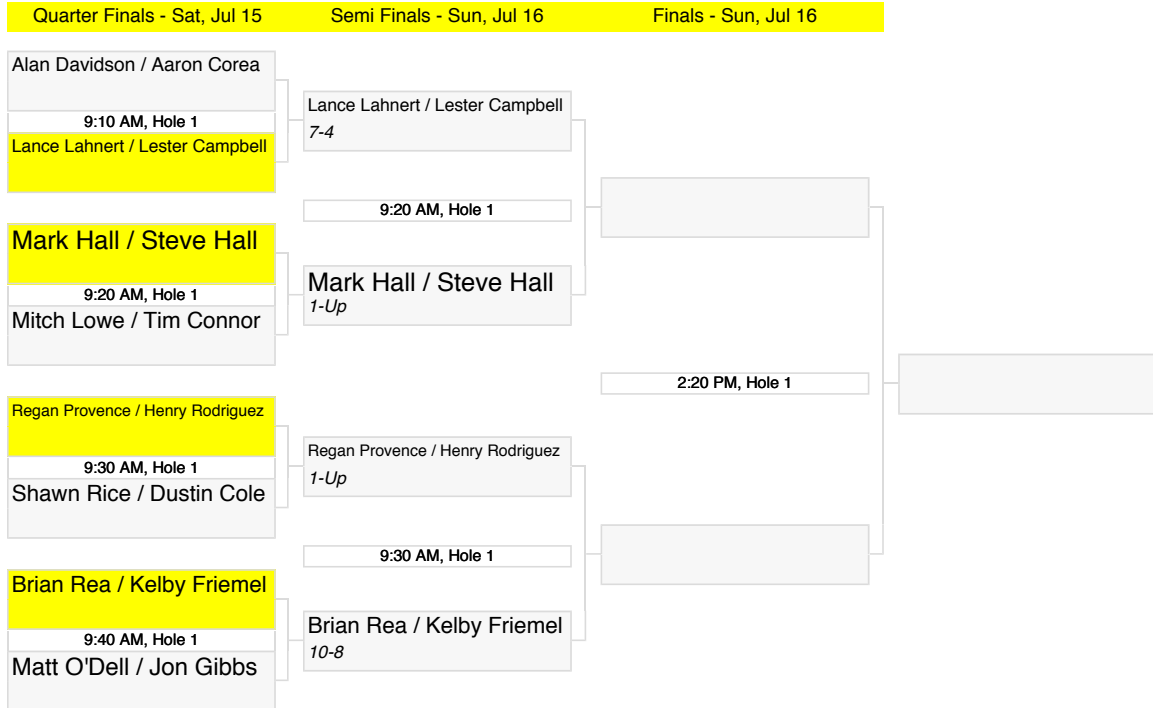 Quarter Finals - Sat, Jul 15
Semi Finals - Sun, Jul 16
Finals - Sun, Jul 16
Alan Davidson / Aaron Corea
9:10 AM, Hole 1
Lance Lahnert / Lester Campbell
Mark Hall / Steve Hall
9:20 AM, Hole 1
Mitch Lowe / Tim Connor
Regan Provence / Henry Rodriguez
9:30 AM, Hole 1
Shawn Rice / Dustin Cole
Brian Rea / Kelby Friemel
9:40 AM, Hole 1
Matt O'Dell / Jon Gibbs
Lance Lahnert / Lester Campbell
7-4
9:20 AM, Hole 1
Mark Hall / Steve Hall
1-Up
Regan Provence / Henry Rodriguez
1-Up
9:30 AM, Hole 1
Brian Rea / Kelby Friemel
10-8
2:20 PM, Hole 1